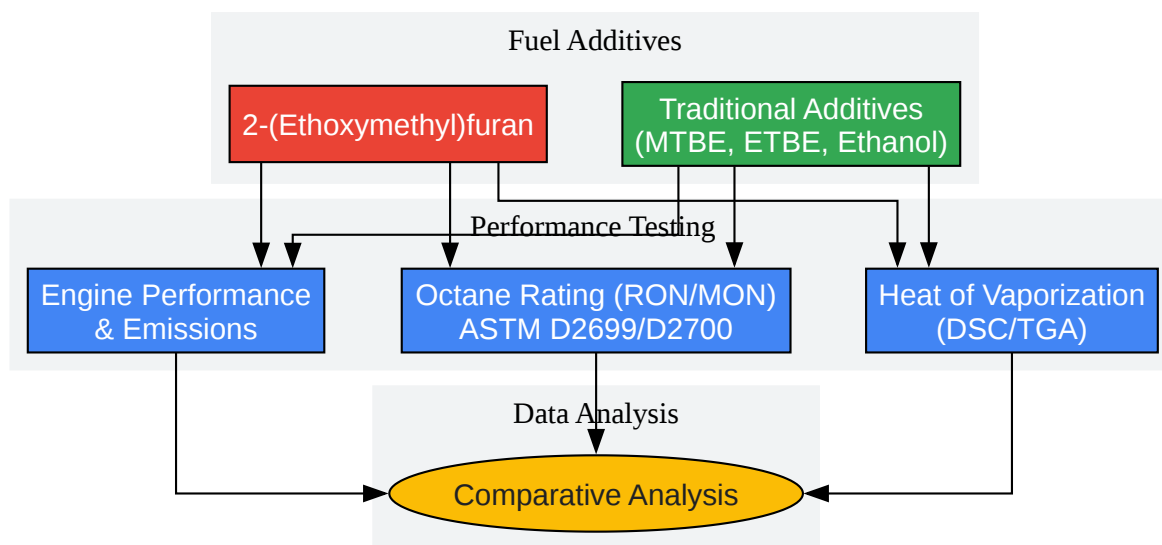 Fuel Additives
2-(Ethoxymethyl)furan
Traditional Additives
(MTBE, ETBE, Ethanol)
Performance Testing
Engine Performance
& Emissions
Octane Rating (RON/MON)
ASTM D2699/D2700
Heat of Vaporization
(DSC/TGA)
Data Analysis
Comparative Analysis